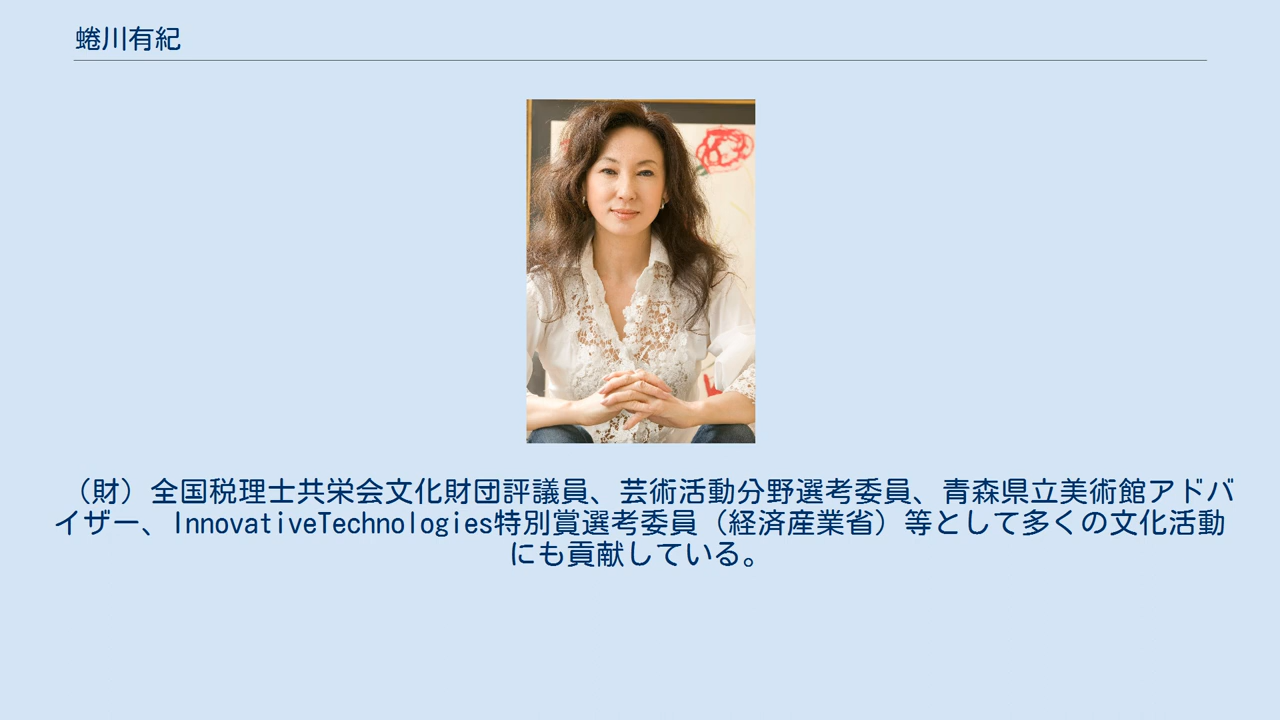 蜷川有紀
（財）全国税理士共栄会文化財団評議員、芸術活動分野選考委員、青森県立美術館アドバ
イザー、InnovativeTechnologies特別賞選考委員（経済産業省）等として多くの文化活動
にも貢献している。